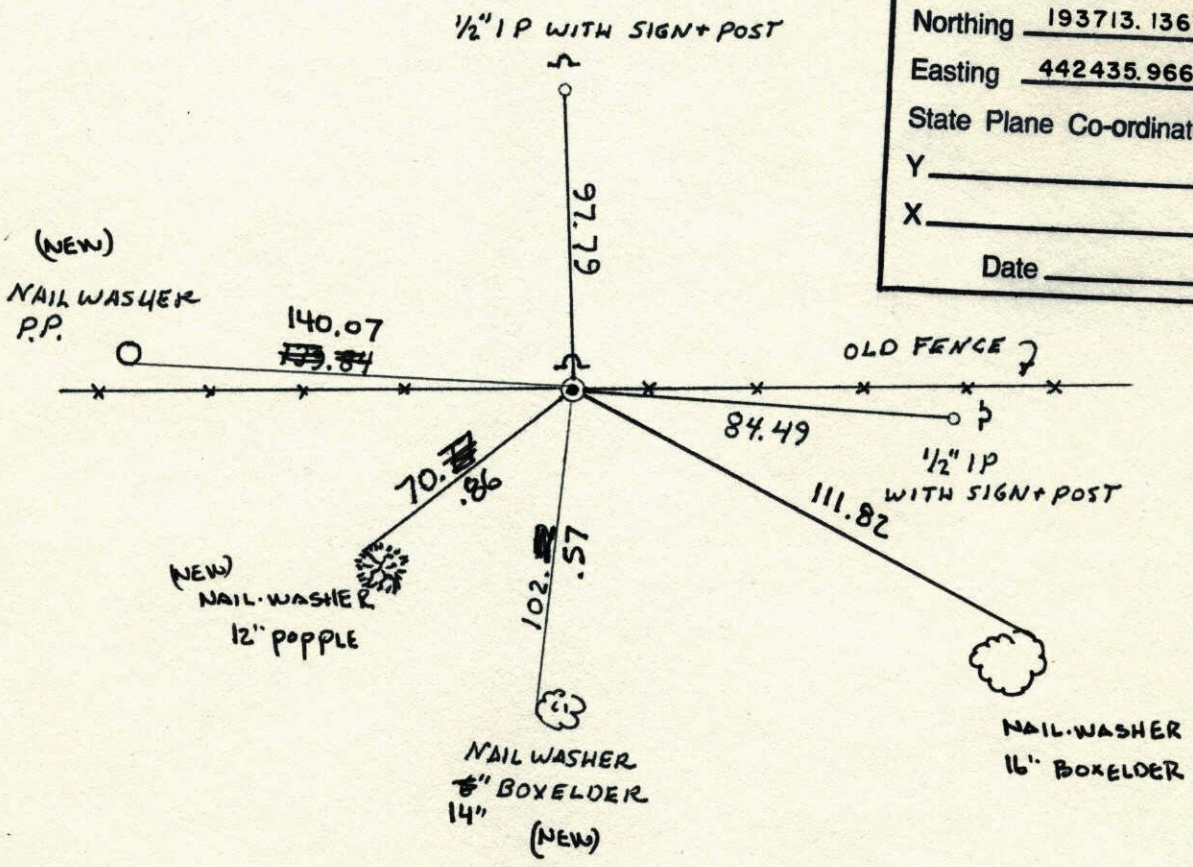 1/2" I P WITH SIGN + POST
Northing 193713.136
Easting 442435.966
State Plane Co-ordinat
Y
X
Date
(NEW)
NAIL WASHER
P.P.
140.07
OLD FENCE
84.49
1/2" IP
WITH SIGN + POST
70.
.86
102.
.57
111.82
(NEW)
NAIL-WASHER
12" POPPLE
NAIL WASHER
6" BOXELDER
14"
(NEW)
NAIL-WASHER
16" BOXELDER